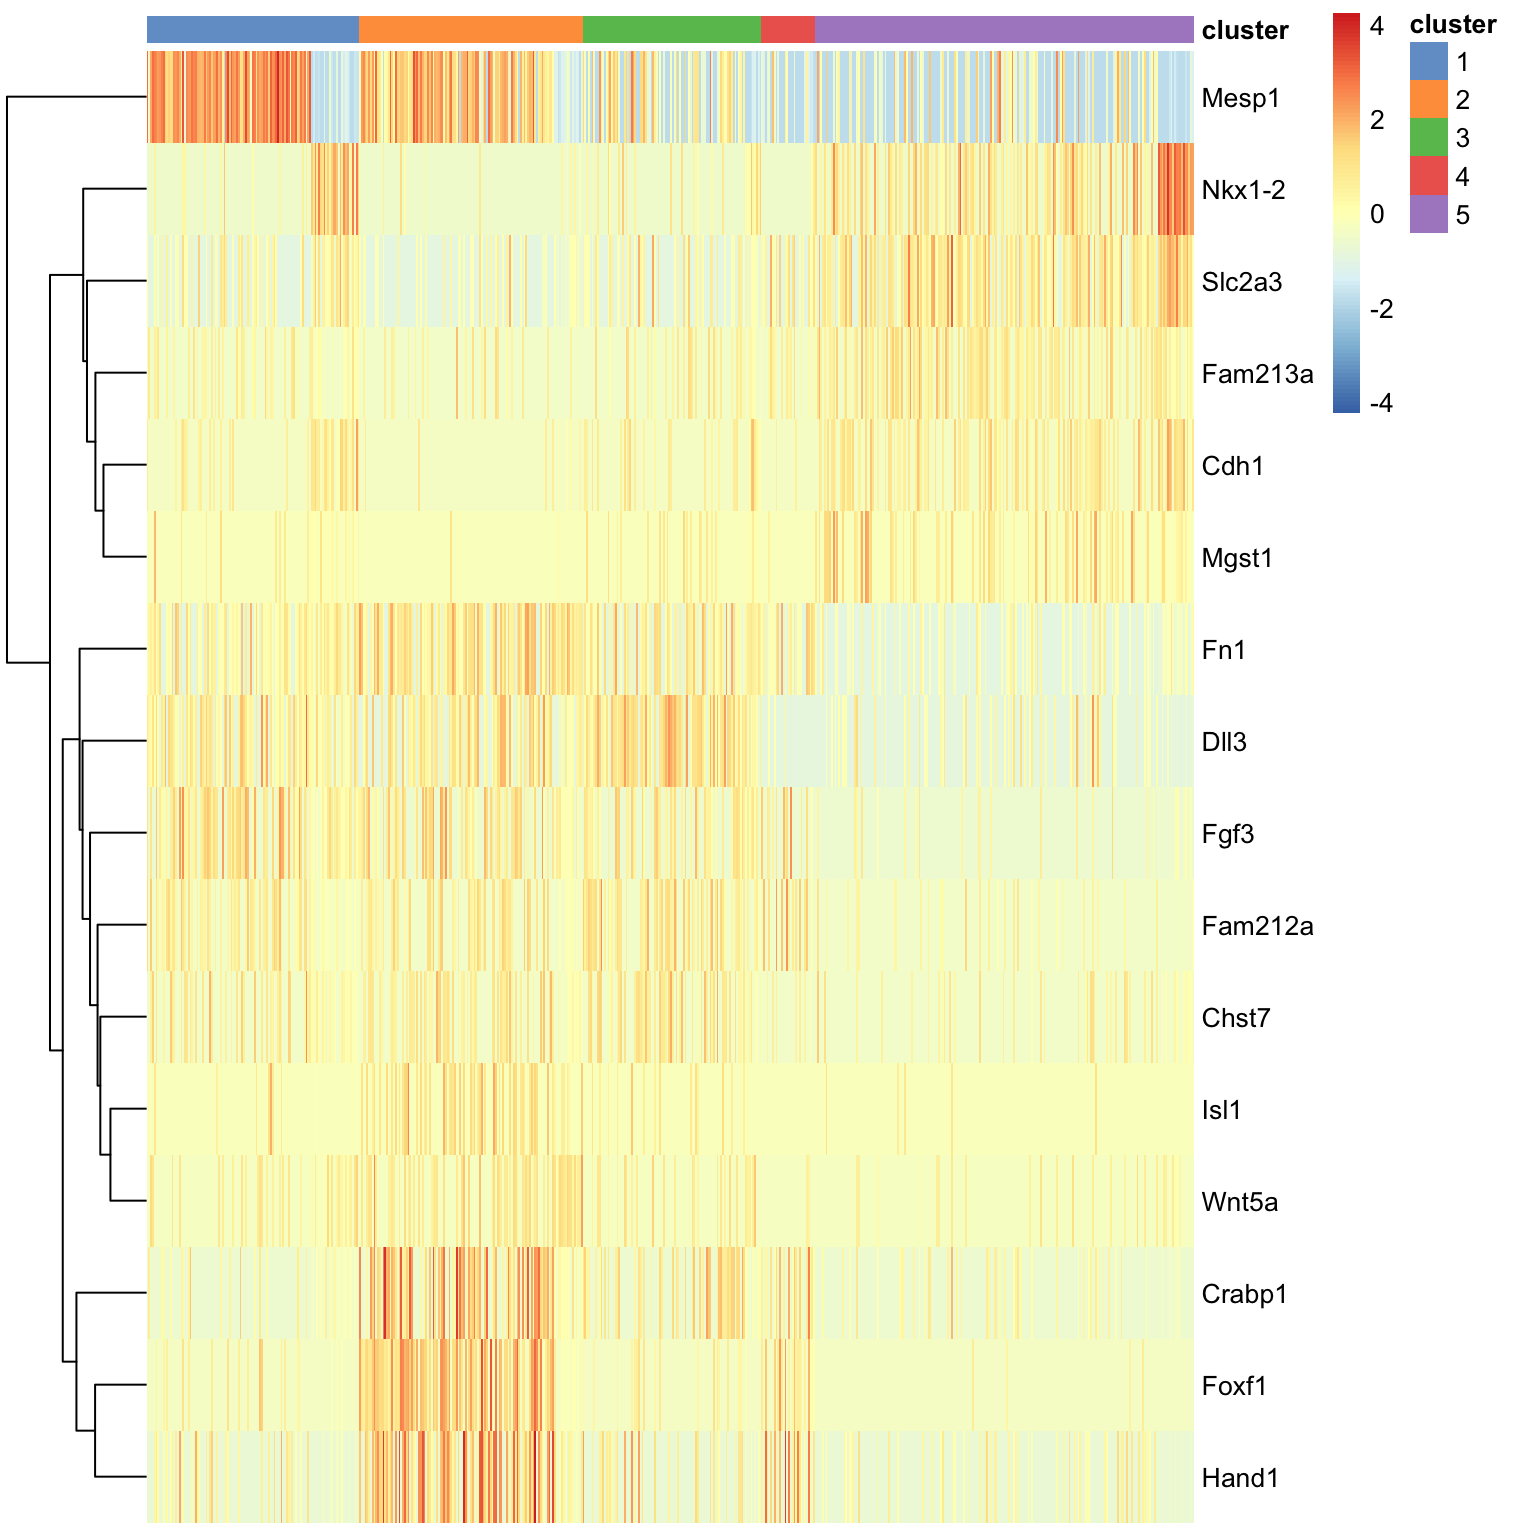 cluster
Mesp1
Nkx1-2
Slc2a3
Fam213a
Cdh1
Mgst1
Fn1
Dll3
Fgf3
Fam212a
Chst7
Isl1
Wnt5a
Crabp1
Foxf1
Hand1
4
2
0
-2
-4
cluster
1
2
3
4
5